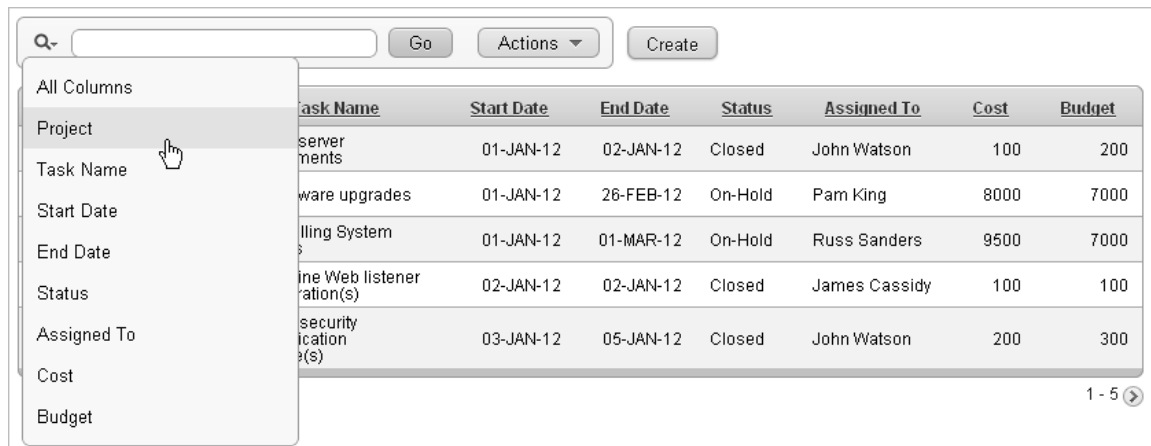 Go Actions Create
All Columns
Project
Task Name
Start Date
End Date
Status
Assigned To
Cost
Budget
Task Name Start Date End Date Status Assigned To Cost Budget
server
ments 01-JAN-12 02-JAN-12 Closed John Watson 100 200
ware upgrades 01-JAN-12 26-FEB-12 On-Hold Pam King 8000 7000
lling System
s 01-JAN-12 01-MAR-12 On-Hold Russ Sanders 9500 7000
ine Web listener
ration(s) 02-JAN-12 02-JAN-12 Closed James Cassidy 100 100
security
ication
e(s) 03-JAN-12 05-JAN-12 Closed John Watson 200 300
1 - 5